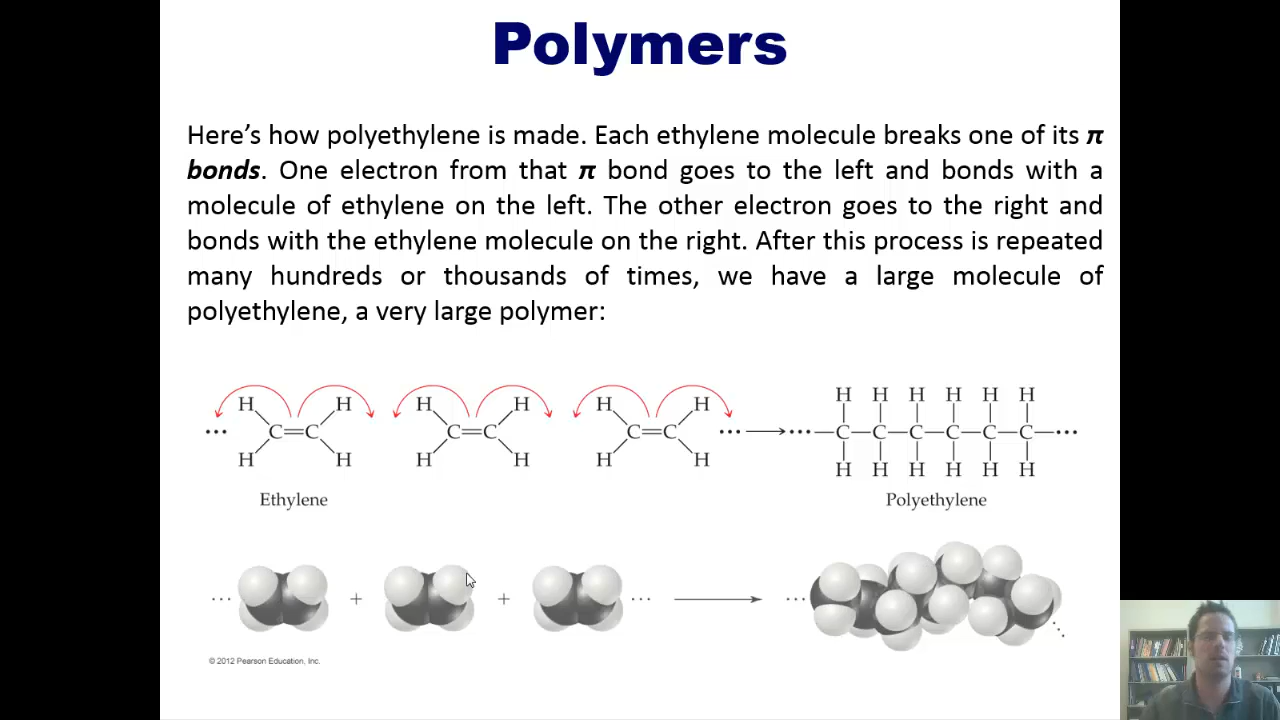 Polymers
Here's how polyethylene is made. Each ethylene molecule breaks one of its π
bonds. One electron from that π bond goes to the left and bonds with a
molecule of ethylene on the left. The other electron goes to the right and
bonds with the ethylene molecule on the right. After this process is repeated
many hundreds or thousands of times, we have a large molecule of
polyethylene, a very large polymer:
H H H H H H H H H H H H
··· C=C C=C C=C ··· → ··· —C—C—C—C—C—C— ···
H H H H H H H H H H H H
Ethylene Polyethylene
··· + + ··· → ···
© 2012 Pearson Education, Inc.